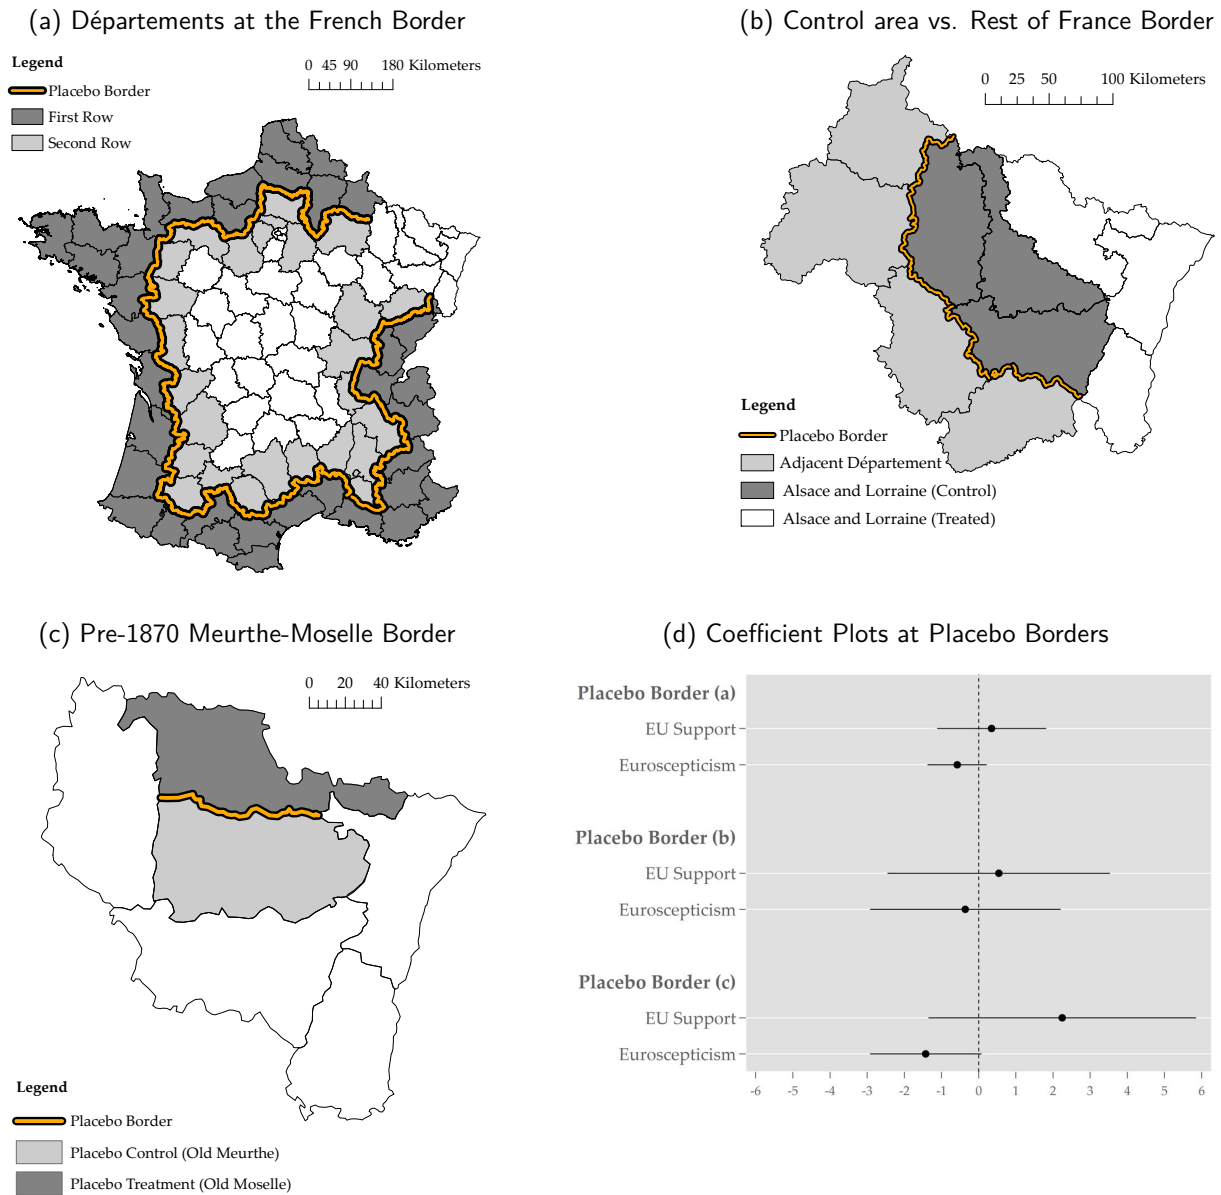 (a) Départements at the French Border
Legend
Placebo Border
First Row
Second Row
0 45 90 180 Kilometers
(b) Control area vs. Rest of France Border
0 25 50 100 Kilometers
Legend
Placebo Border
Adjacent Département
Alsace and Lorraine (Control)
Alsace and Lorraine (Treated)
(c) Pre-1870 Meurthe-Moselle Border
0 20 40 Kilometers
Legend
Placebo Border
Placebo Control (Old Meurthe)
Placebo Treatment (Old Moselle)
(d) Coefficient Plots at Placebo Borders
Placebo Border (a)
EU Support
Euroscepticism
Placebo Border (b)
EU Support
Euroscepticism
Placebo Border (c)
EU Support
Euroscepticism
-6 -5 -4 -3 -2 -1 0 1 2 3 4 5 6